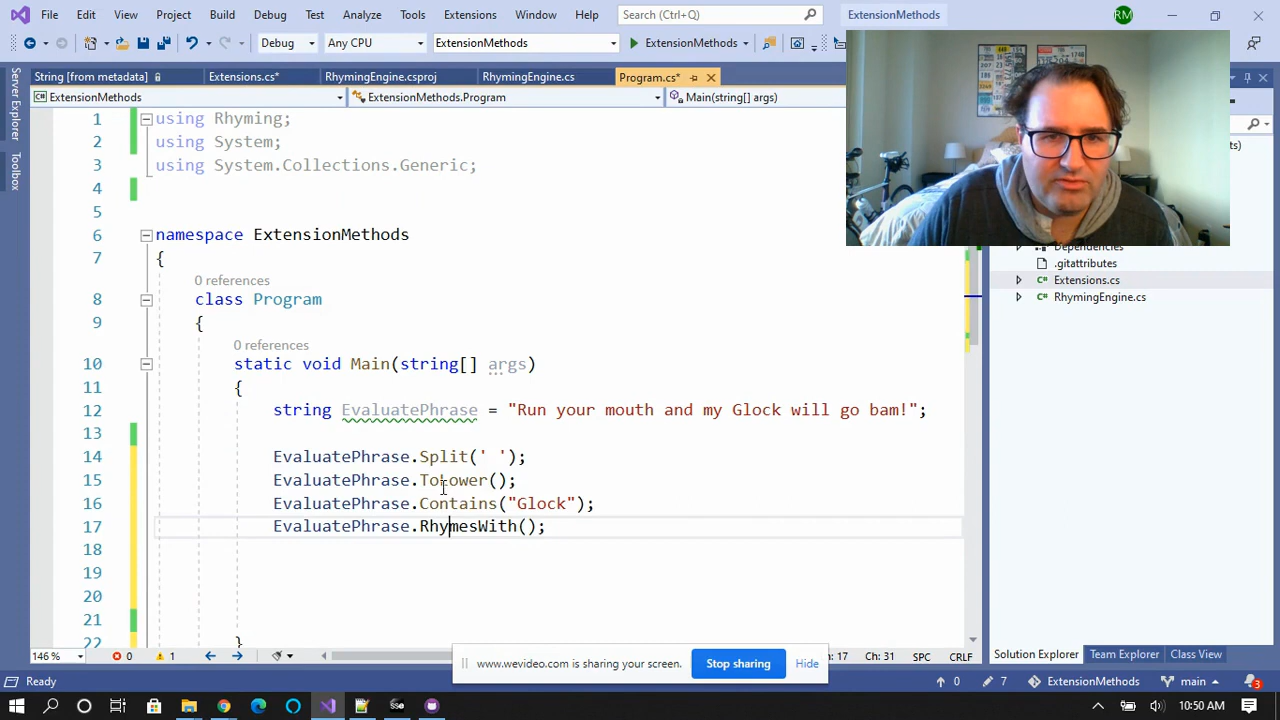 File Edit View Project Build Debug Test Analyze Tools Extensions Window Help Search (Ctrl+Q) ExtensionMethods RM
Debug Any CPU ExtensionMethods ExtensionMethods
String [from metadata] Extensions.cs* RhymingEngine.csproj RhymingEngine.cs Program.cs*
ExtensionMethods ExtensionMethods.Program Main(string[] args)
Server Explorer
Toolbox
1 using Rhyming;
2 using System;
3 using System.Collections.Generic;
4
5
6 namespace ExtensionMethods
7 {
0 references
8 class Program
9 {
0 references
10 static void Main(string[] args)
11 {
12 string EvaluatePhrase = "Run your mouth and my Glock will go bam!";
13
14 EvaluatePhrase.Split(' ');
15 EvaluatePhrase.ToLower();
16 EvaluatePhrase.Contains("Glock");
17 EvaluatePhrase.RhymesWith();
18
19
20
21
22 }
Dependencies
.gitattributes
Extensions.cs
RhymingEngine.cs
146 % 0 1 Ch: 31 SPC CRLF
www.wevideo.com is sharing your screen. Stop sharing Hide
Solution Explorer Team Explorer Class View
Ready 0 7 ExtensionMethods main 3
10:50 AM